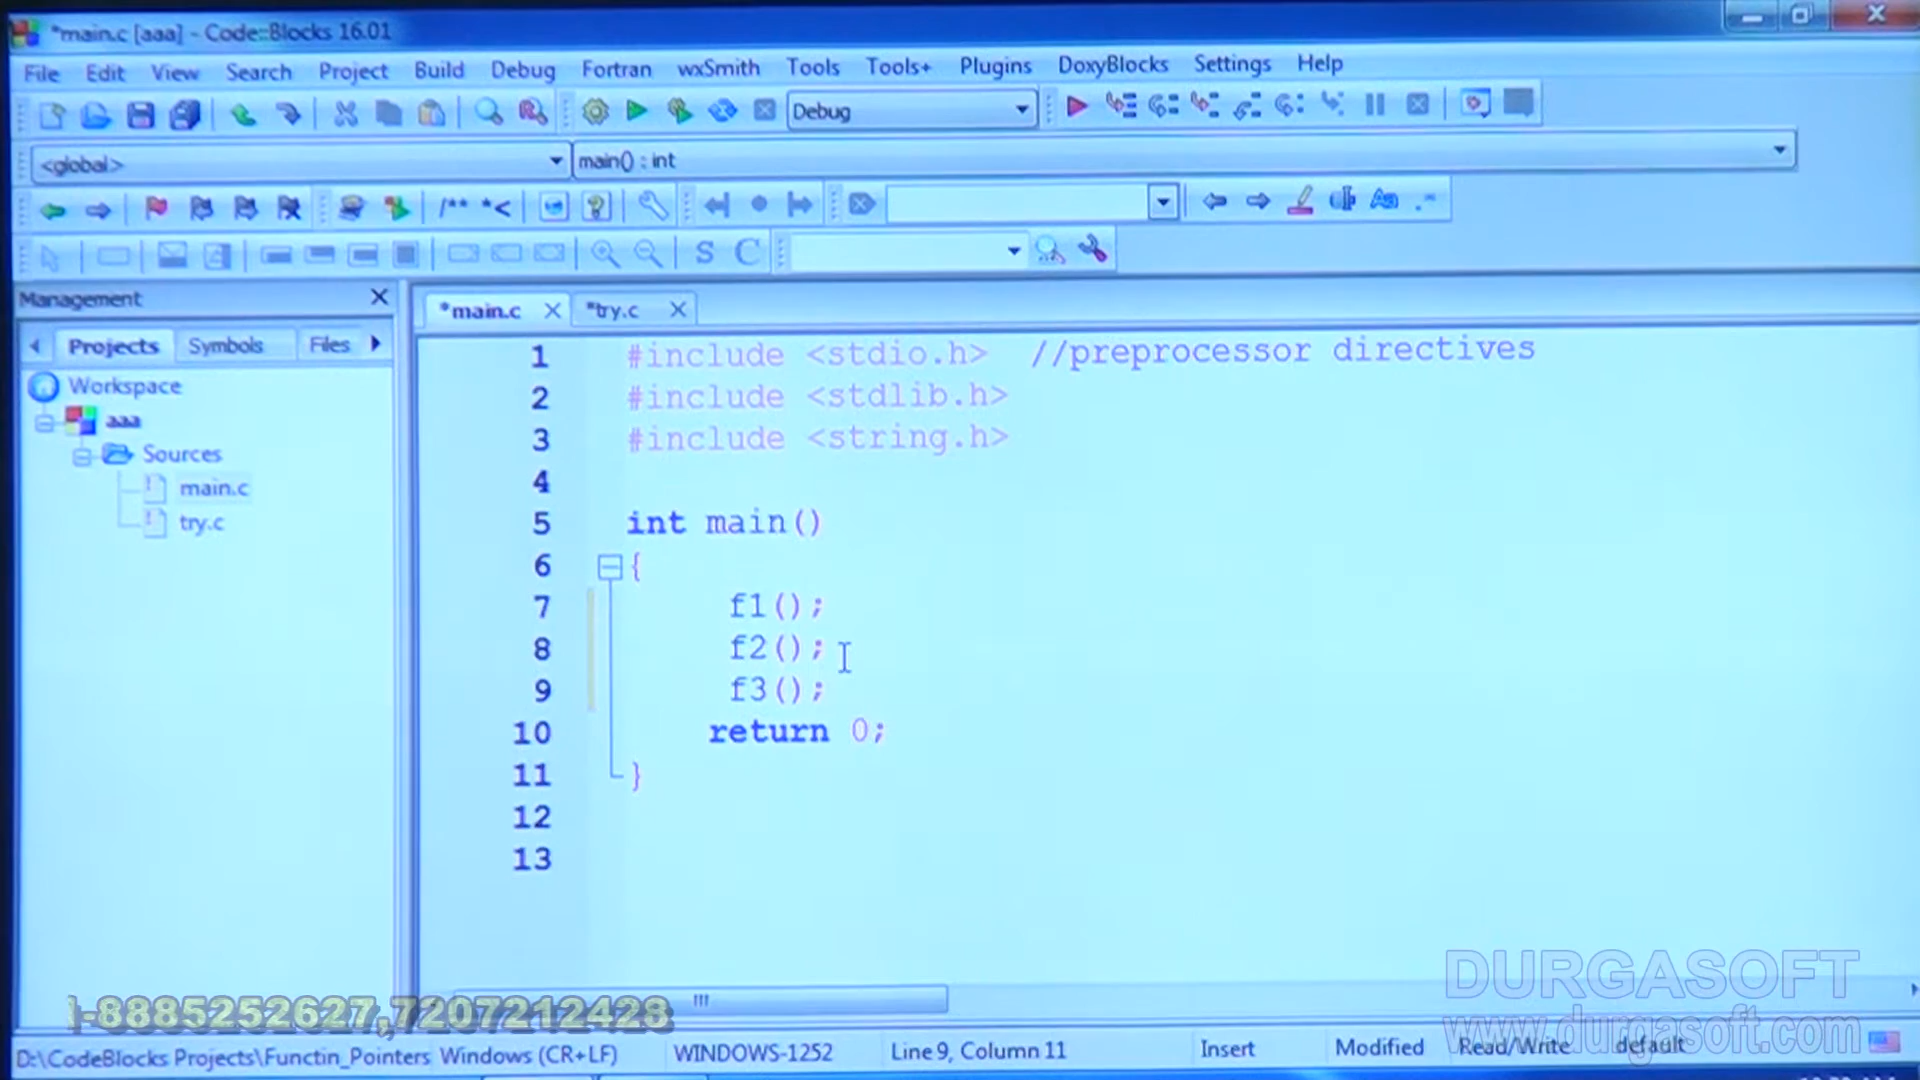 *main.c [aaa] - Code::Blocks 16.01
File Edit View Search Project Build Debug Fortran wxSmith Tools Tools+ Plugins DoxyBlocks Settings Help
Debug
<global> main() : int
/** *<
S C
Management
Projects Symbols Files
*main.c *try.c
Workspace
aaa
Sources
main.c
try.c
1 #include <stdio.h> //preprocessor directives
2 #include <stdlib.h>
3 #include <string.h>
4
5 int main()
6 {
7 f1();
8 f2();
9 f3();
10 return 0;
11 }
12
13
DURGASOFT
www.durgasoft.com
-8885252627,7207212428
D:\CodeBlocks Projects\Functin_Pointers Windows (CR+LF) WINDOWS-1252 Line 9, Column 11 Insert Modified Read/Write default